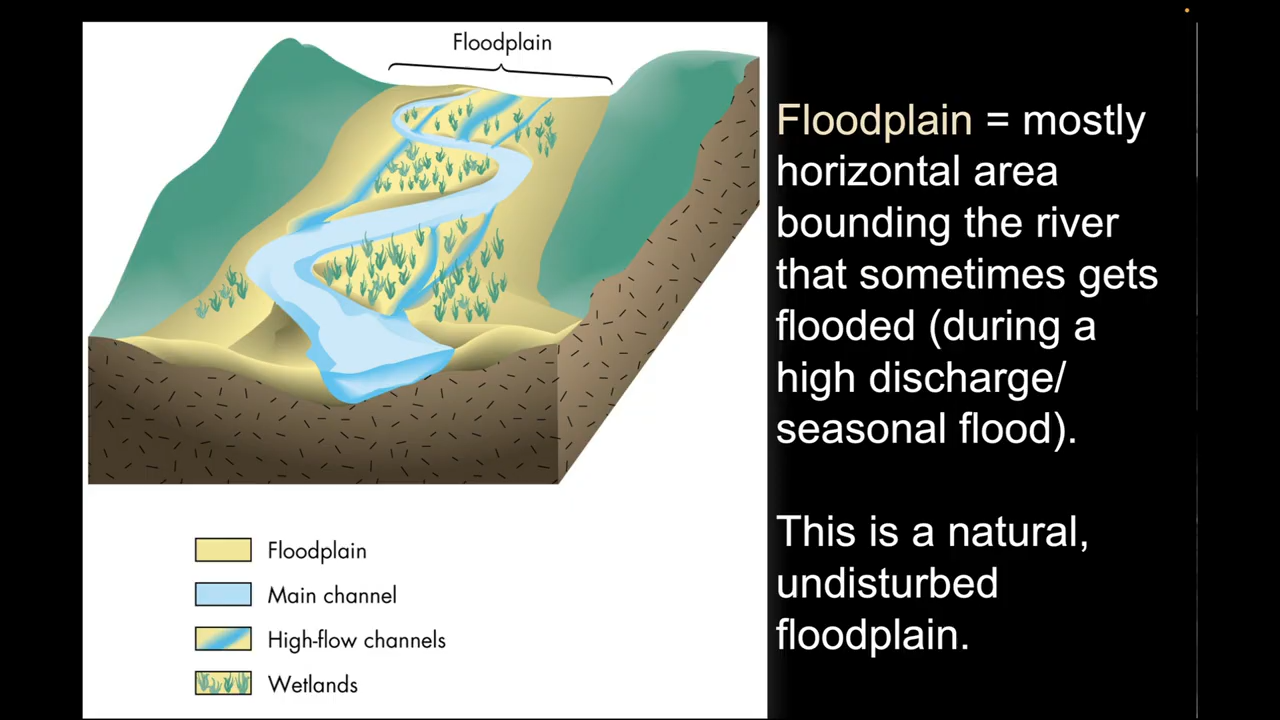 Floodplain
Floodplain = mostly
horizontal area
bounding the river
that sometimes gets
flooded (during a
high discharge/
seasonal flood).
This is a natural,
undisturbed
floodplain.
Floodplain
Main channel
High-flow channels
Wetlands